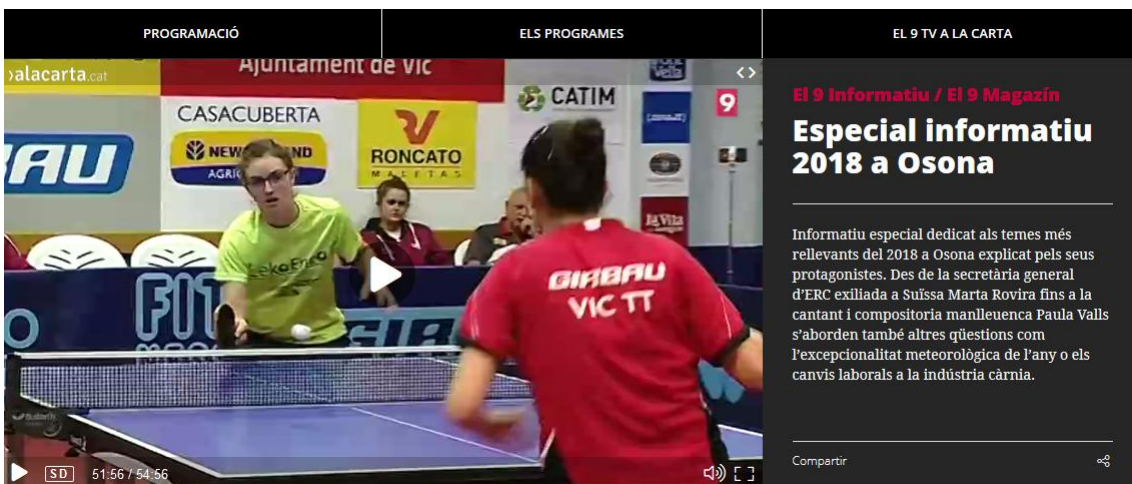 PROGRAMACIÓ
ELS PROGRAMES
EL 9 TV A LA CARTA
alacarta.cat
Ajuntament de Vic
CASACUBERTA
NEW HOLLAND
RONCATO
MALETAS
CATIM
9
GIRBAU
VIC TT
SD
51:56 / 54:56
El 9 Informatiu / El 9 Magazín
Especial informatiu
2018 a Osona
Informatiu especial dedicat als temes més
rellevants del 2018 a Osona explicat pels seus
protagonistes. Des de la secretària general
d'ERC exiliada a Suïssa Marta Rovira fins a la
cantant i compositoria manlleuenca Paula Valls
s'aborden també altres qüestions com
l'excepcionalitat meteorològica de l'any o els
canvis laborals a la indústria càrnia.
Compartir